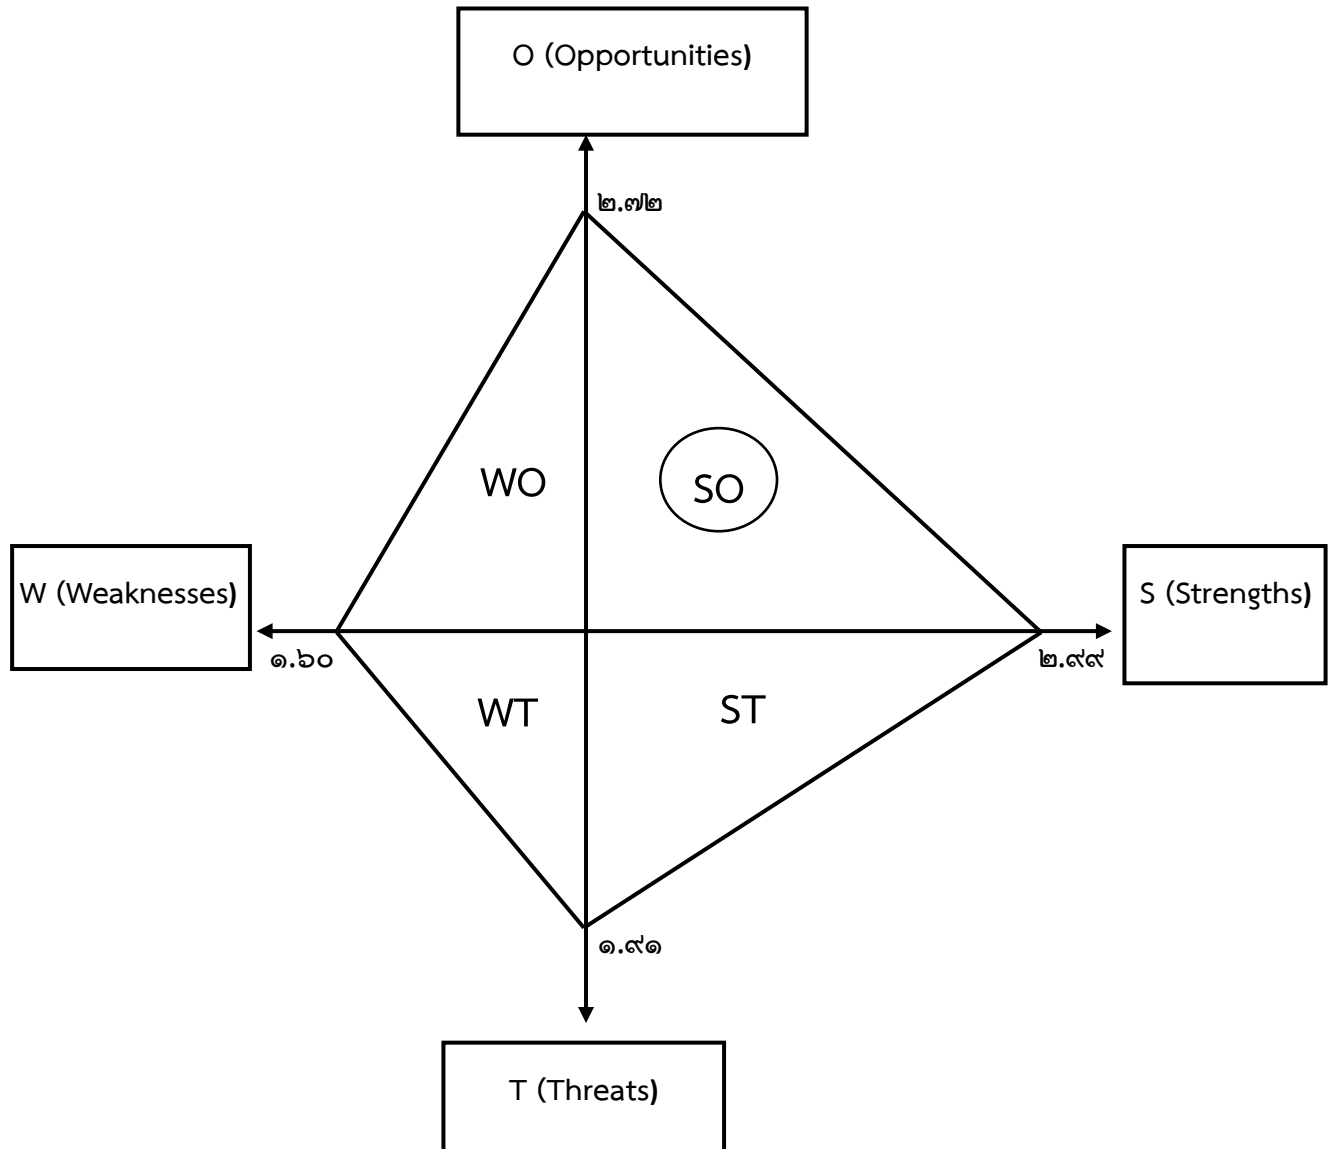 O (Opportunities)
๒.๗๒
WO
SO
W (Weaknesses)
S (Strengths)
๑.๖๐
๒.๙๙
WT
ST
๑.๙๑
T (Threats)